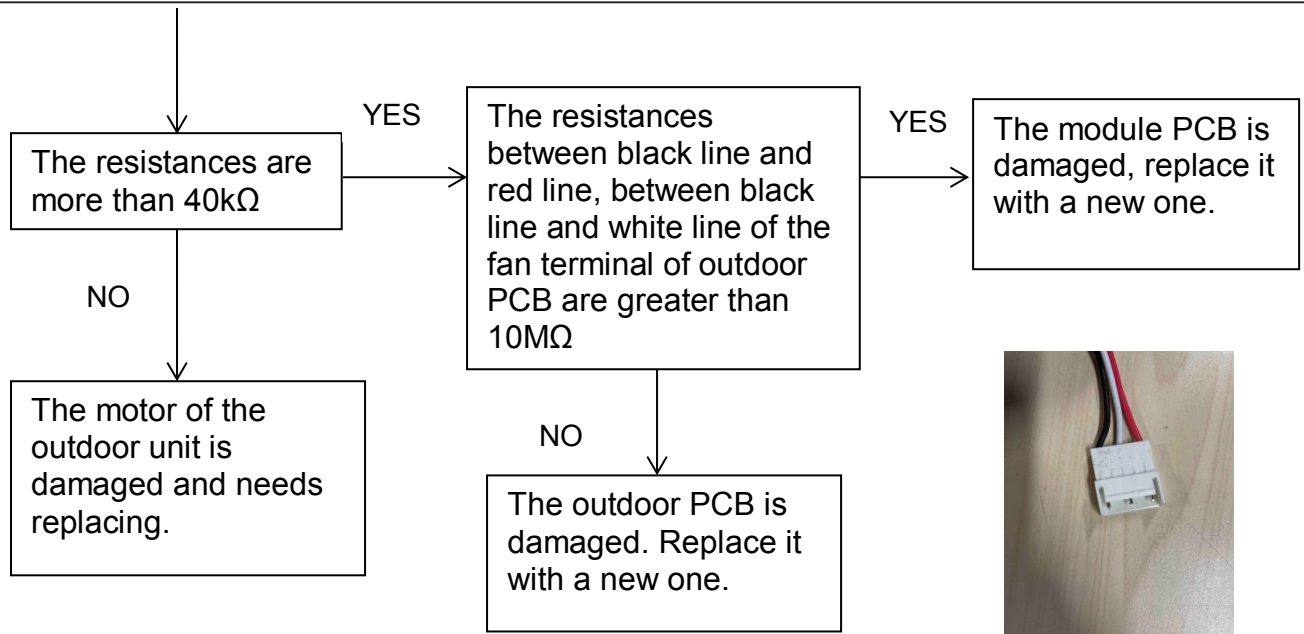 The resistances are
more than 40kΩ
YES
The resistances
between black line and
red line, between black
line and white line of the
fan terminal of outdoor
PCB are greater than
10MΩ
YES
The module PCB is
damaged, replace it
with a new one.
NO
The motor of the
outdoor unit is
damaged and needs
replacing.
NO
The outdoor PCB is
damaged. Replace it
with a new one.